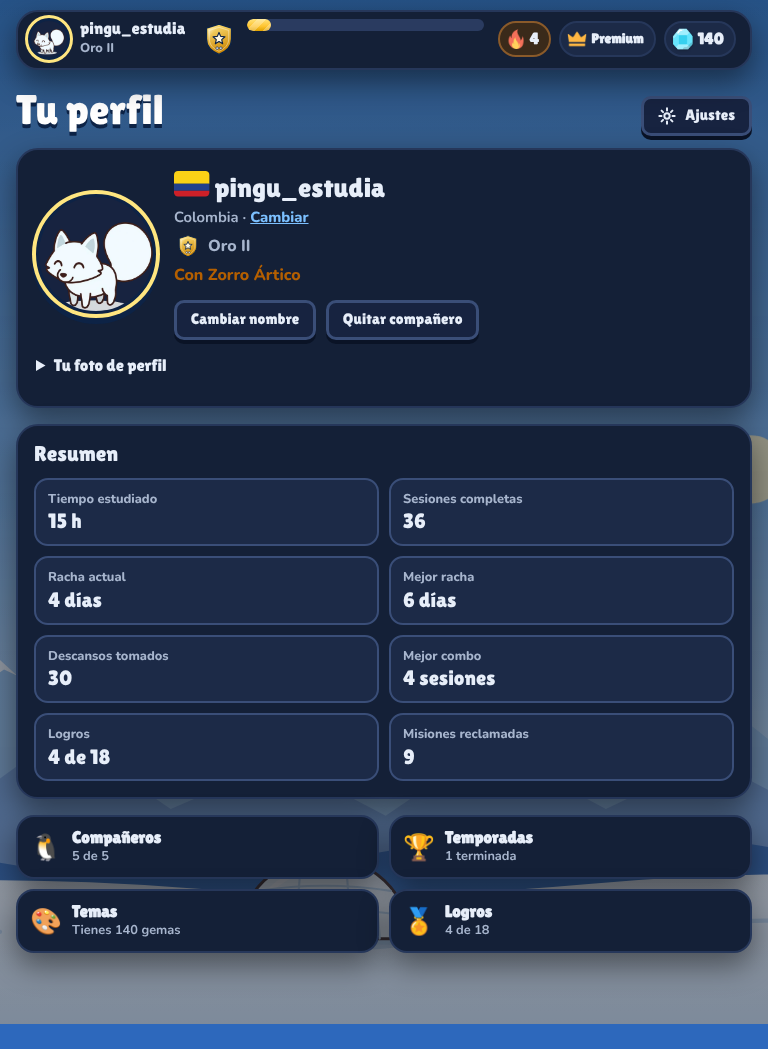 pingu_estudia
Oro II
4
Premium
140
Tu perfil
Ajustes
pingu_estudia
Colombia · Cambiar
Oro II
Con Zorro Ártico
Cambiar nombre
Quitar compañero
Tu foto de perfil
Resumen
Tiempo estudiado
15 h
Sesiones completas
36
Racha actual
4 días
Mejor racha
6 días
Descansos tomados
30
Mejor combo
4 sesiones
Logros
4 de 18
Misiones reclamadas
9
Compañeros
5 de 5
Temporadas
1 terminada
Temas
Tienes 140 gemas
Logros
4 de 18